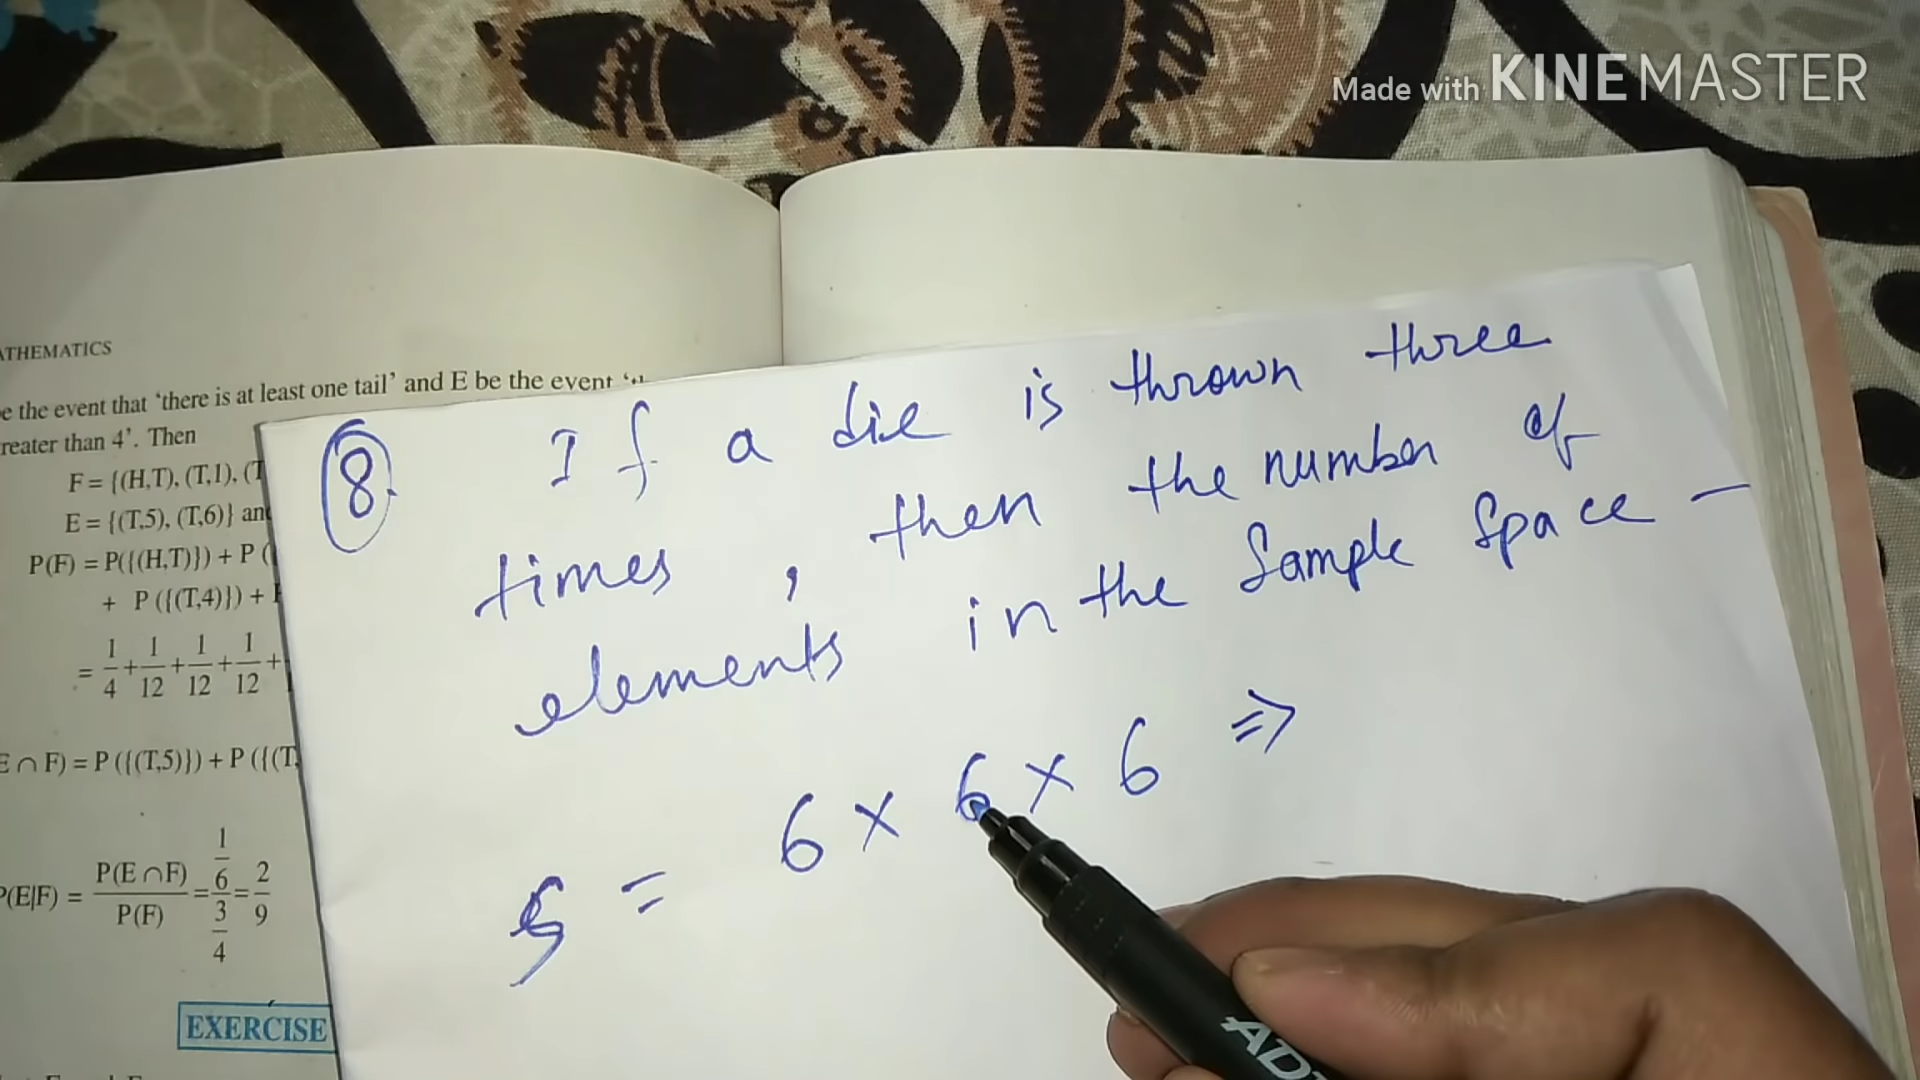 Made with KINEMASTER
ATHEMATICS
e the event that ‘there is at least one tail’ and E be the event
reater than 4’. Then
F = {(H,T), (T,1), (T
E = {(T,5), (T,6)} and
P(F) = P({(H,T)}) + P (
+ P ({(T,4)}) +
= 1/4 + 1/12 + 1/12 + 1/12 +
E ∩ F) = P ({(T,5)}) + P ({(T,
P(E|F) = P(E ∩ F)/P(F) = 1/6 / 3/4 = 2/9
EXERCISE
8. If a die is thrown three
times, then the number of
elements in the Sample Space –
S = 6 × 6 × 6 ⇒